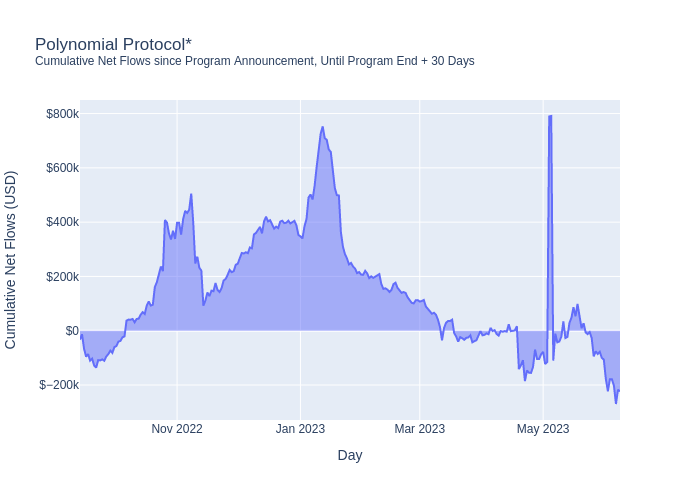 Polynomial Protocol*
Cumulative Net Flows since Program Announcement, Until Program End + 30 Days
Cumulative Net Flows (USD)
$800k
$600k
$400k
$200k
$0
$−200k
Nov 2022
Jan 2023
Mar 2023
May 2023
Day